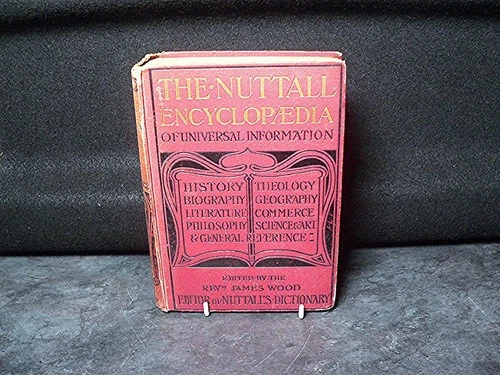 THE·NUTTALL
ENCYCLOPÆDIA
OF UNIVERSAL INFORMATION
HISTORY THEOLOGY
BIOGRAPHY GEOGRAPHY
LITERATURE COMMERCE
PHILOSOPHY SCIENCE & ART
& GENERAL REFERENCE
EDITED·BY·THE
REVD. JAMES WOOD
EDITOR OF NUTTALL'S·DICTIONARY